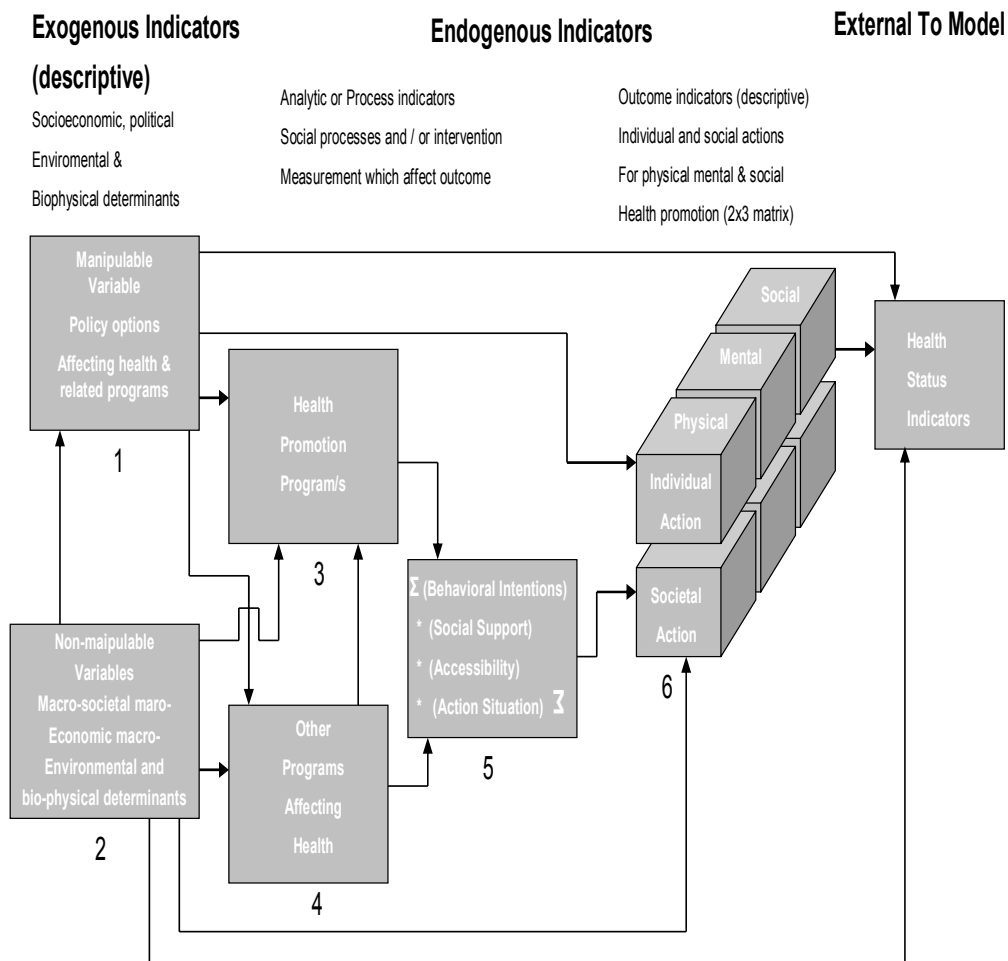 Exogenous Indicators
(descriptive)
Socioeconomic, political
Enviromental &
Biophysical determinants
Endogenous Indicators
Analytic or Process indicators
Social processes and / or intervention
Measurement which affect outcome
Outcome indicators (descriptive)
Individual and social actions
For physical mental & social
Health promotion (2x3 matrix)
External To Model
Manipulable
Variable
Policy options
Affecting health &
related programs
1
Non-maipulable
Variables
Macro-societal maro-
Economic macro-
Environmental and
bio-physical determinants
2
Health
Promotion
Program/s
3
Other
Programs
Affecting
Health
4
Σ (Behavioral Intentions)
* (Social Support)
* (Accessibility)
* (Action Situation) Σ
5
Social
Mental
Physical
Individual
Action
Societal
Action
6
Health
Status
Indicators